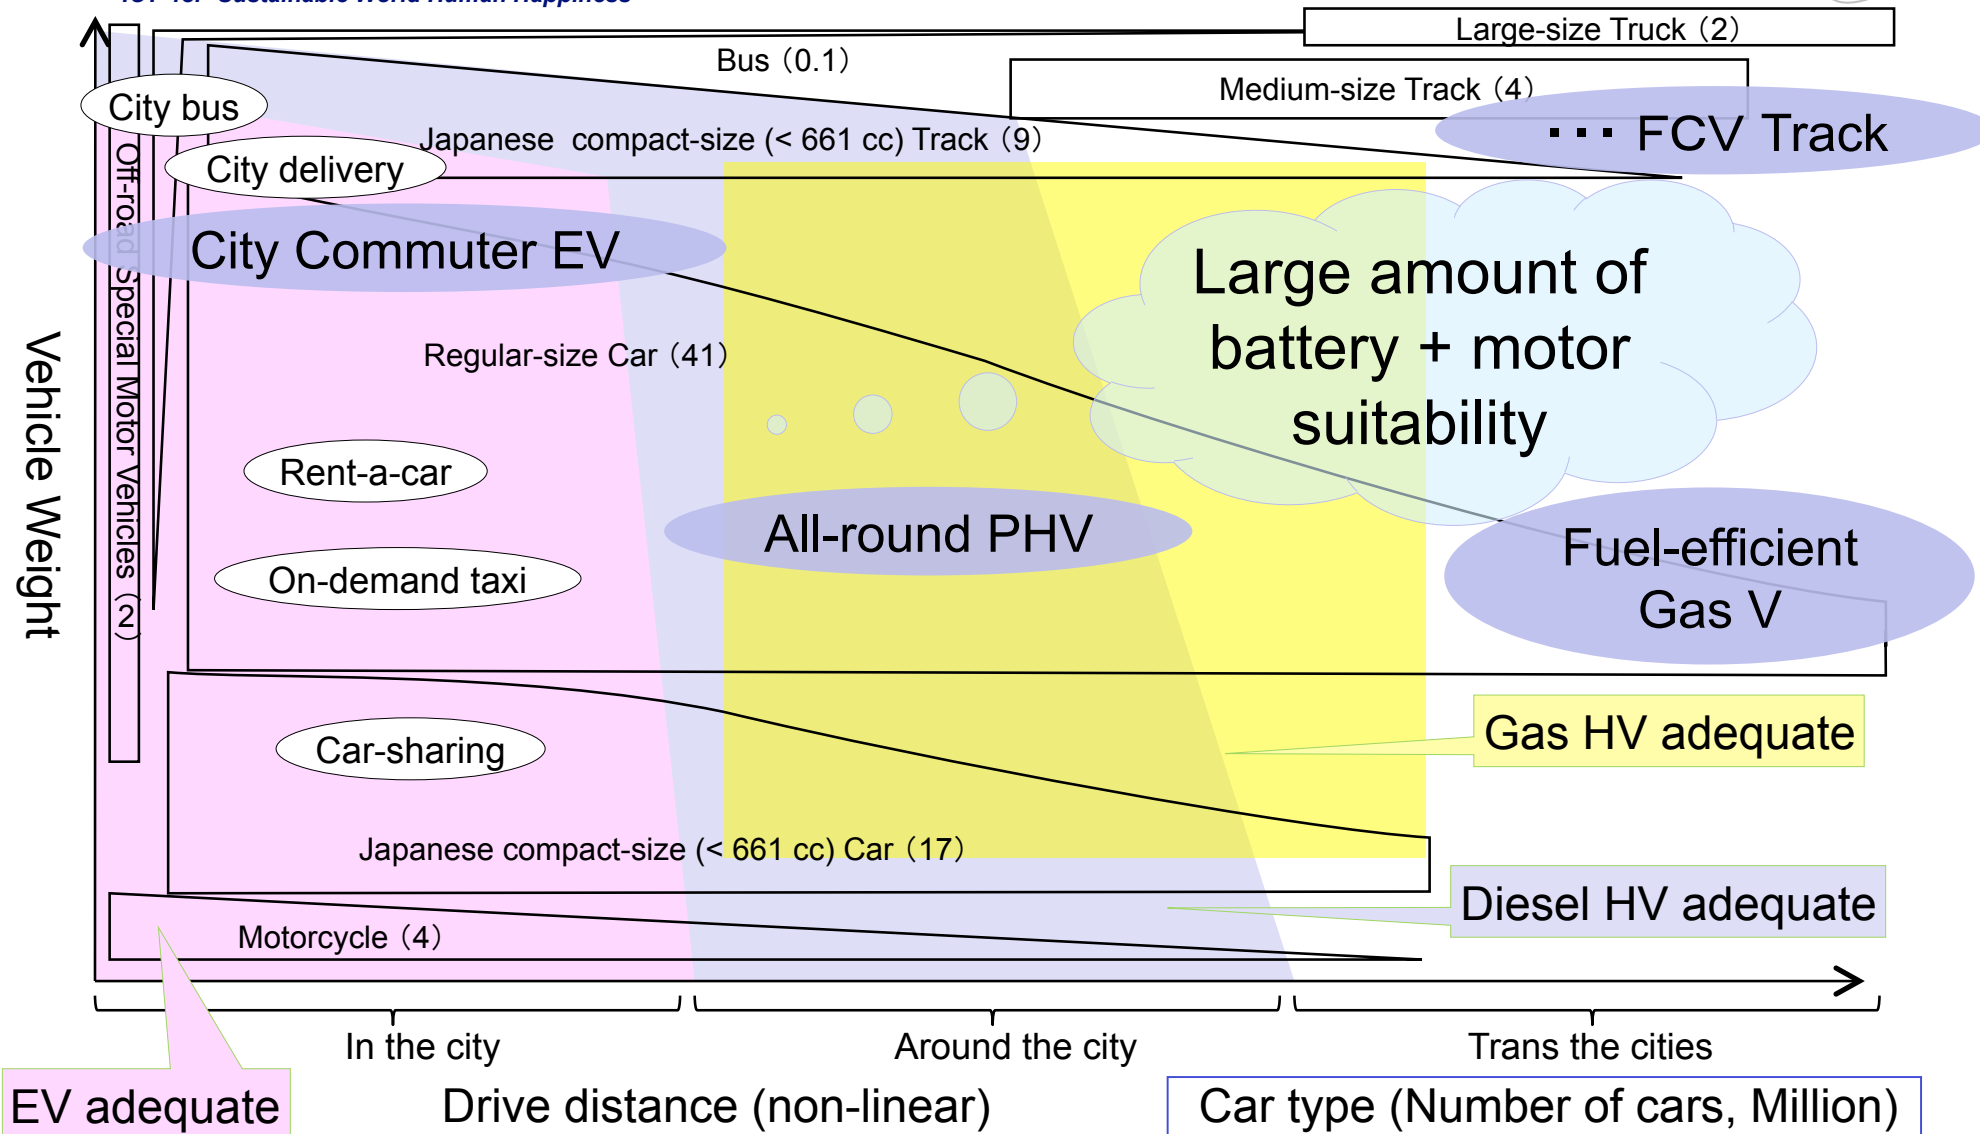 Sustainable World Human Happiness
Large-size Truck（2）
Bus（0.1）
Medium-size Track（4）
City bus
Japanese compact-size (< 661 cc) Track（9）
･･･ FCV Track
City delivery
Off-road Special Motor Vehicles（2）
City Commuter EV
Large amount of
battery + motor
suitability
Vehicle Weight
Regular-size Car（41）
Rent-a-car
All-round PHV
Fuel-efficient
Gas V
On-demand taxi
Gas HV adequate
Car-sharing
Japanese compact-size (< 661 cc) Car（17）
Diesel HV adequate
Motorcycle（4）
In the city
Around the city
Trans the cities
EV adequate
Drive distance (non-linear)
Car type (Number of cars, Million)